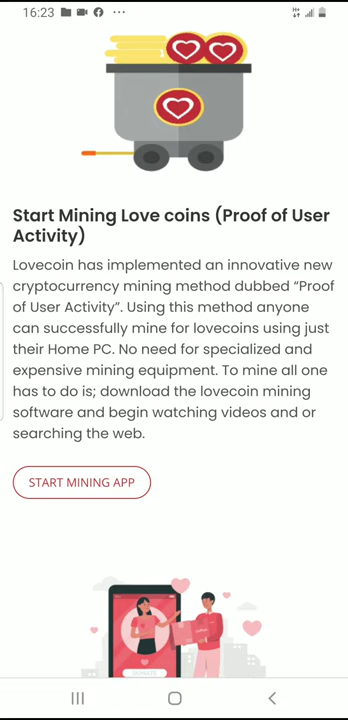 16:23
Start Mining Love coins (Proof of User
Activity)
Lovecoin has implemented an innovative new
cryptocurrency mining method dubbed “Proof
of User Activity”. Using this method anyone
can successfully mine for lovecoins using just
their Home PC. No need for specialized and
expensive mining equipment. To mine all one
has to do is; download the lovecoin mining
software and begin watching videos and or
searching the web.
START MINING APP